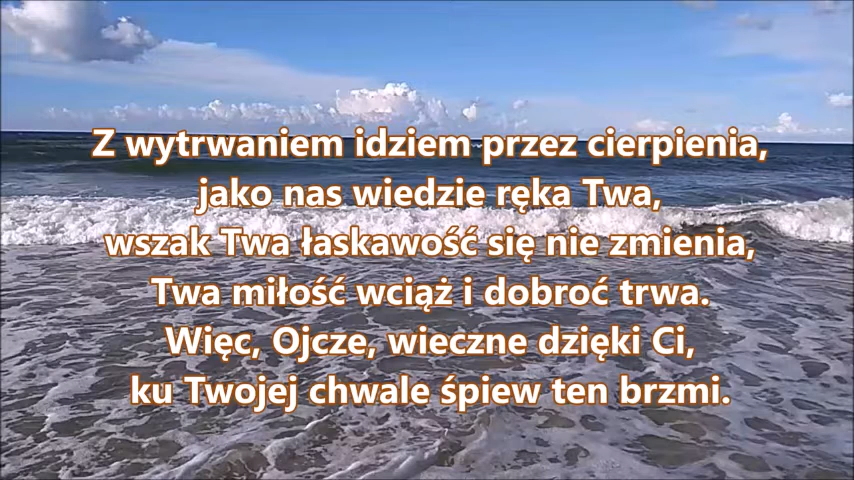 Z wytrwaniem idziem przez cierpienia,
jako nas wiedzie ręka Twa,
wszak Twa łaskawość się nie zmienia,
Twa miłość wciąż i dobroć trwa.
Więc, Ojcze, wieczne dzięki Ci,
ku Twojej chwale śpiew ten brzmi.